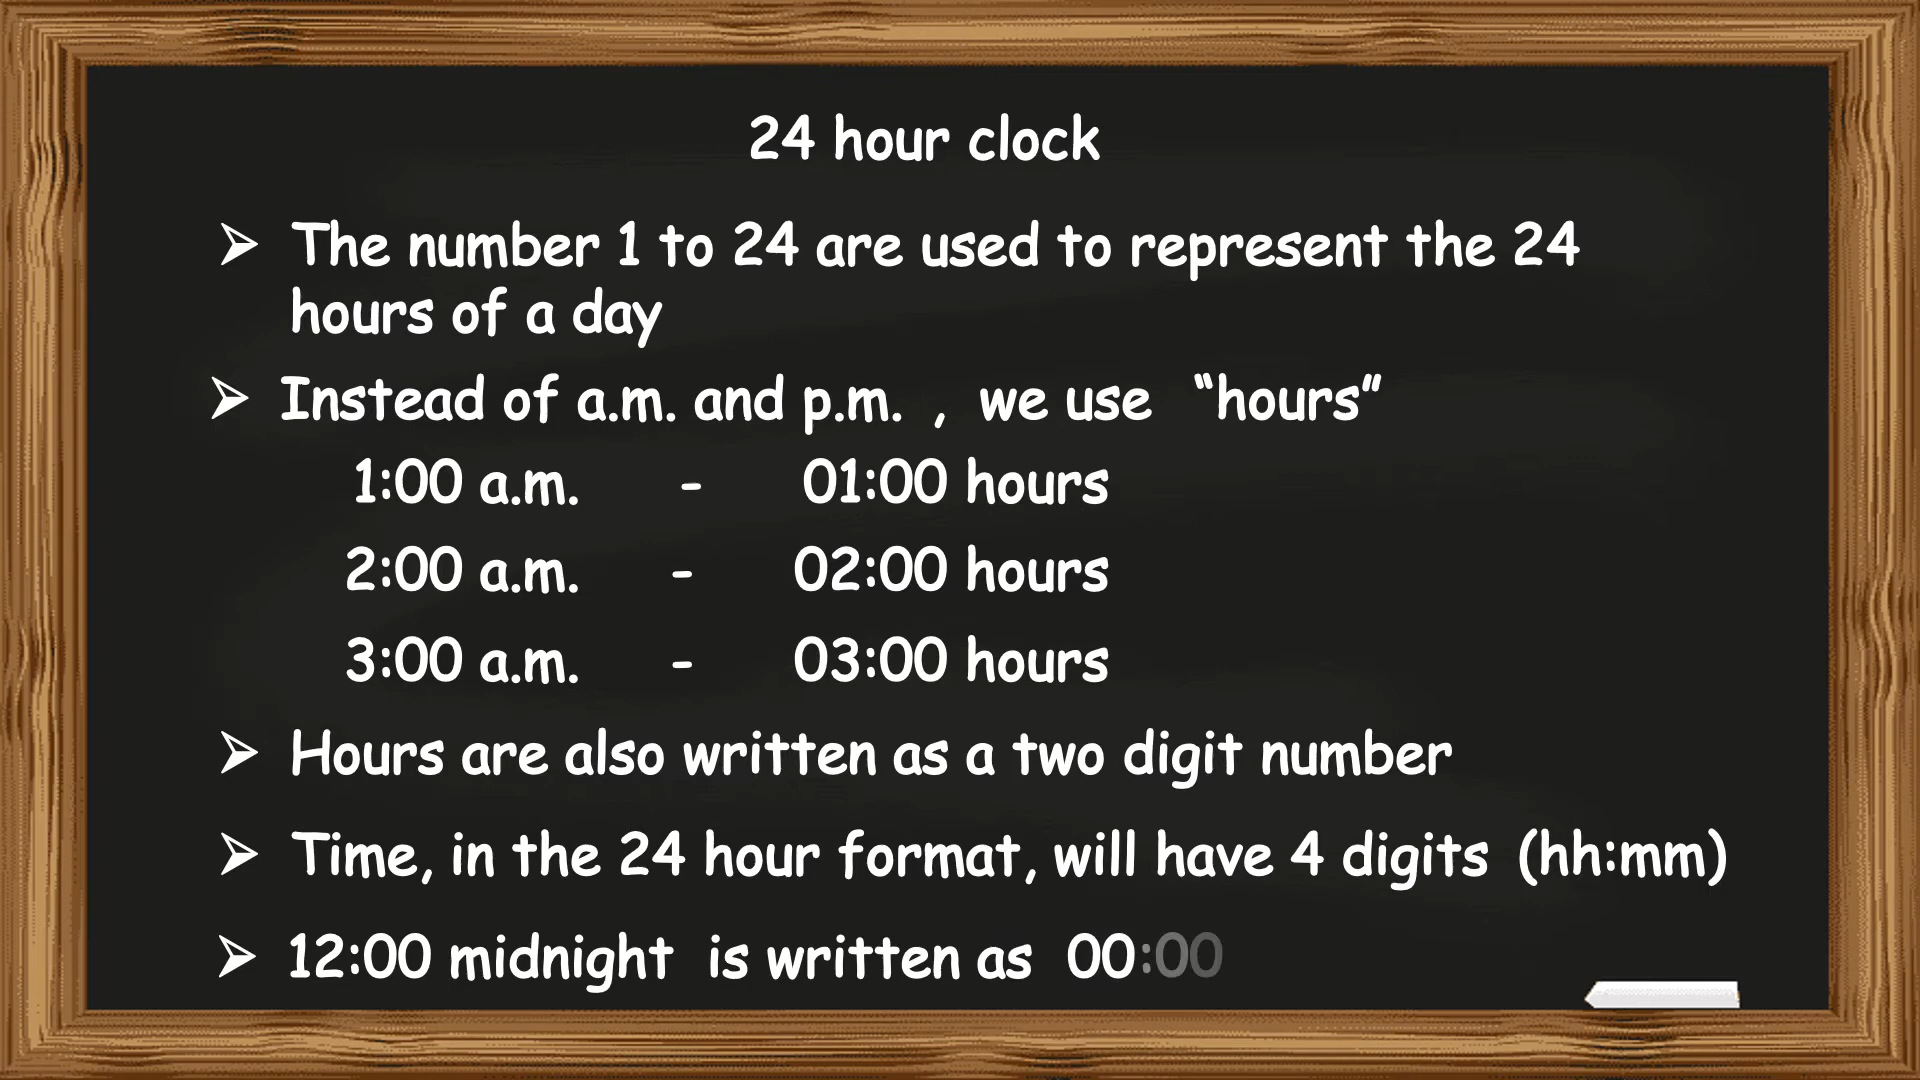 24 hour clock
➢ The number 1 to 24 are used to represent the 24
hours of a day
➢ Instead of a.m. and p.m. , we use “hours”
1:00 a.m. - 01:00 hours
2:00 a.m. - 02:00 hours
3:00 a.m. - 03:00 hours
➢ Hours are also written as a two digit number
➢ Time, in the 24 hour format, will have 4 digits (hh:mm)
➢ 12:00 midnight is written as 00:00